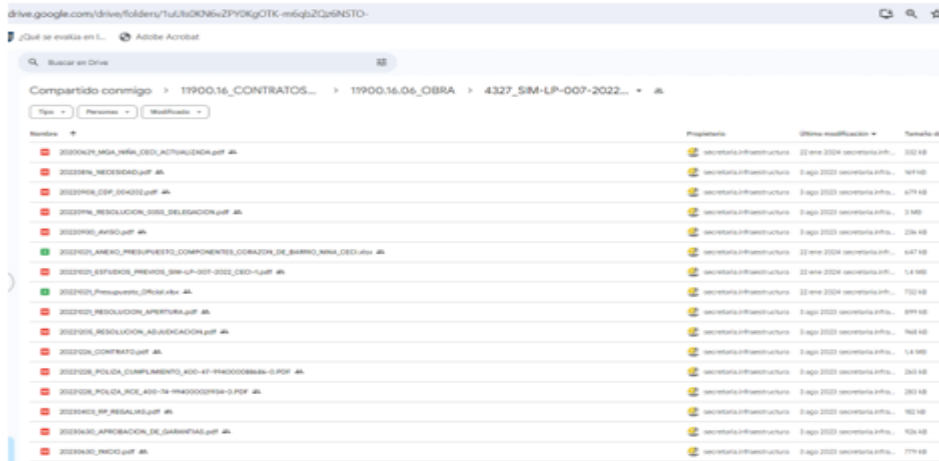 drive.google.com/drive/folders/
¿Qué se evalúa en l... Adobe Acrobat
Buscar en Drive
Compartido conmigo > 11900.16_CONTRATOS... > 11900.16.06_OBRA > 4327_SIM-LP-007-2022...
Tipo Personas Modificado
Nombre Propietario Última modificación Tamaño d
20200629_MGA_NIÑA_CECI_ACTUALIZADA.pdf secretaria.infraestructura 22 ene 2024 secretaria.infr... 332 kB
20220816_NECESIDAD.pdf secretaria.infraestructura 3 ago 2023 secretaria.infra...
20220908_CDP_004202.pdf secretaria.infraestructura 3 ago 2023 secretaria.infra... 679 kB
RESOLUCION_0355_DELEGACION.pdf secretaria.infraestructura 3 ago 2023 secretaria.infra... 3 MB
20220930_AVISO.pdf secretaria.infraestructura 3 ago 2023 secretaria.infra... 236 kB
20221021_ANEXO_PRESUPUESTO_COMPONENTES_CORAZON_DE_BARRIO_NINA_CECI.xlsx secretaria.infraestructura 22 ene 2024 secretaria.infr... 647 kB
20221021_ESTUDIOS_PREVIOS_SIM-LP-007-2022_CECI-1.pdf secretaria.infraestructura 22 ene 2024 secretaria.infr... 1,4 MB
20221021_Presupuesto_Oficial.xlsx secretaria.infraestructura 22 ene 2024 secretaria.infr... 732 kB
20221021_RESOLUCION_APERTURA.pdf secretaria.infraestructura 3 ago 2023 secretaria.infra... 899 kB
20221205_RESOLUCION_ADJUDICACION.pdf secretaria.infraestructura 3 ago 2023 secretaria.infra... 968 kB
20221226_CONTRATO.pdf secretaria.infraestructura 3 ago 2023 secretaria.infra... 1,4 MB
20221228_POLIZA_CUMPLIMIENTO_400-47-994000088686-0.PDF secretaria.infraestructura 3 ago 2023 secretaria.infra... 265 kB
20221228_POLIZA_RCE_400-74-994000021934-0.PDF secretaria.infraestructura 3 ago 2023 secretaria.infra... 283 kB
20230403_RP_REGALIAS.pdf secretaria.infraestructura 3 ago 2023 secretaria.infra... 182 kB
20230630_APROBACION_DE_GARANTIAS.pdf secretaria.infraestructura 3 ago 2023 secretaria.infra... 926 kB
20230630_INICIO.pdf secretaria.infraestructura 3 ago 2023 secretaria.infra... 779 kB